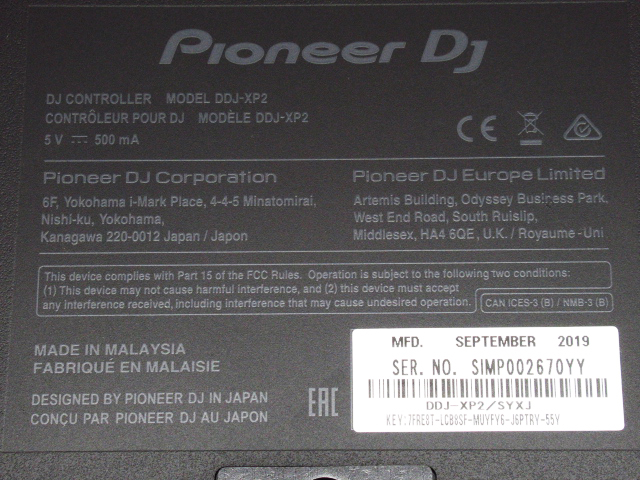 Pioneer Dj
DJ CONTROLLER MODEL DDJ-XP2
CONTRÔLEUR POUR DJ MODÈLE DDJ-XP2
5 V ⎓ 500 mA
CE
Pioneer DJ Corporation
6F, Yokohama i-Mark Place, 4-4-5 Minatomirai,
Nishi-ku, Yokohama,
Kanagawa 220-0012 Japan / Japon
Pioneer DJ Europe Limited
Artemis Building, Odyssey Business Park,
West End Road, South Ruislip,
Middlesex, HA4 6QE, U.K. / Royaume-Uni
This device complies with Part 15 of the FCC Rules. Operation is subject to the following two conditions:
(1) This device may not cause harmful interference, and (2) this device must accept
any interference received, including interference that may cause undesired operation.
CAN ICES-3 (B) / NMB-3 (B)
MADE IN MALAYSIA
FABRIQUÉ EN MALAISIE
DESIGNED BY PIONEER DJ IN JAPAN
CONÇU PAR PIONEER DJ AU JAPON
EAC
MFD. SEPTEMBER 2019
SER. NO. SIMP002670YY
DDJ-XP2/SYXJ
KEY:7FRE8T-LCB8SF-MUYFY6-J6PTRY-55Y